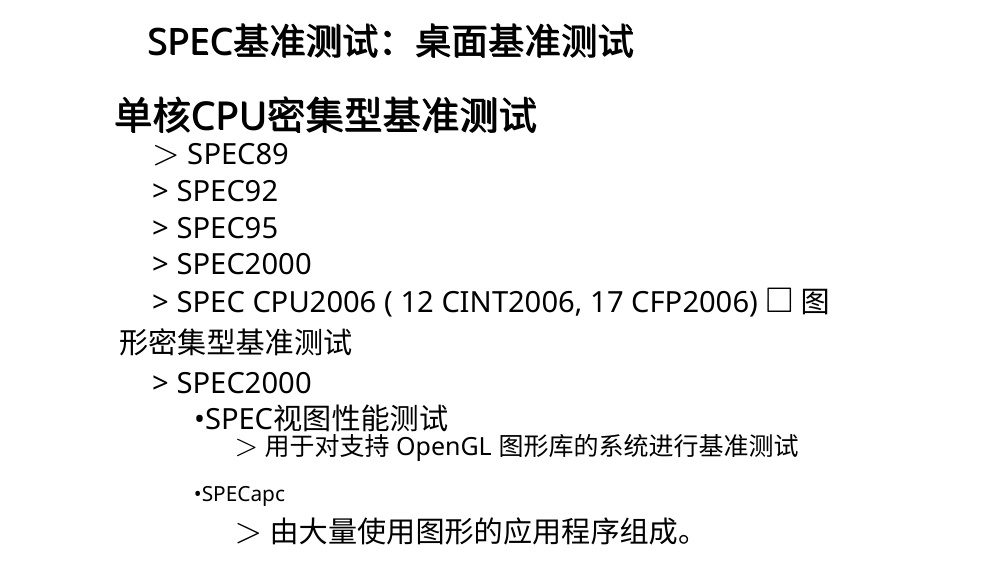 SPEC基准测试：桌面基准测试
单核CPU密集型基准测试
＞ SPEC89
> SPEC92
> SPEC95
> SPEC2000
> SPEC CPU2006 ( 12 CINT2006, 17 CFP2006) □ 图
形密集型基准测试
> SPEC2000
•SPEC视图性能测试
＞ 用于对支持 OpenGL 图形库的系统进行基准测试
•SPECapc
＞ 由大量使用图形的应用程序组成。